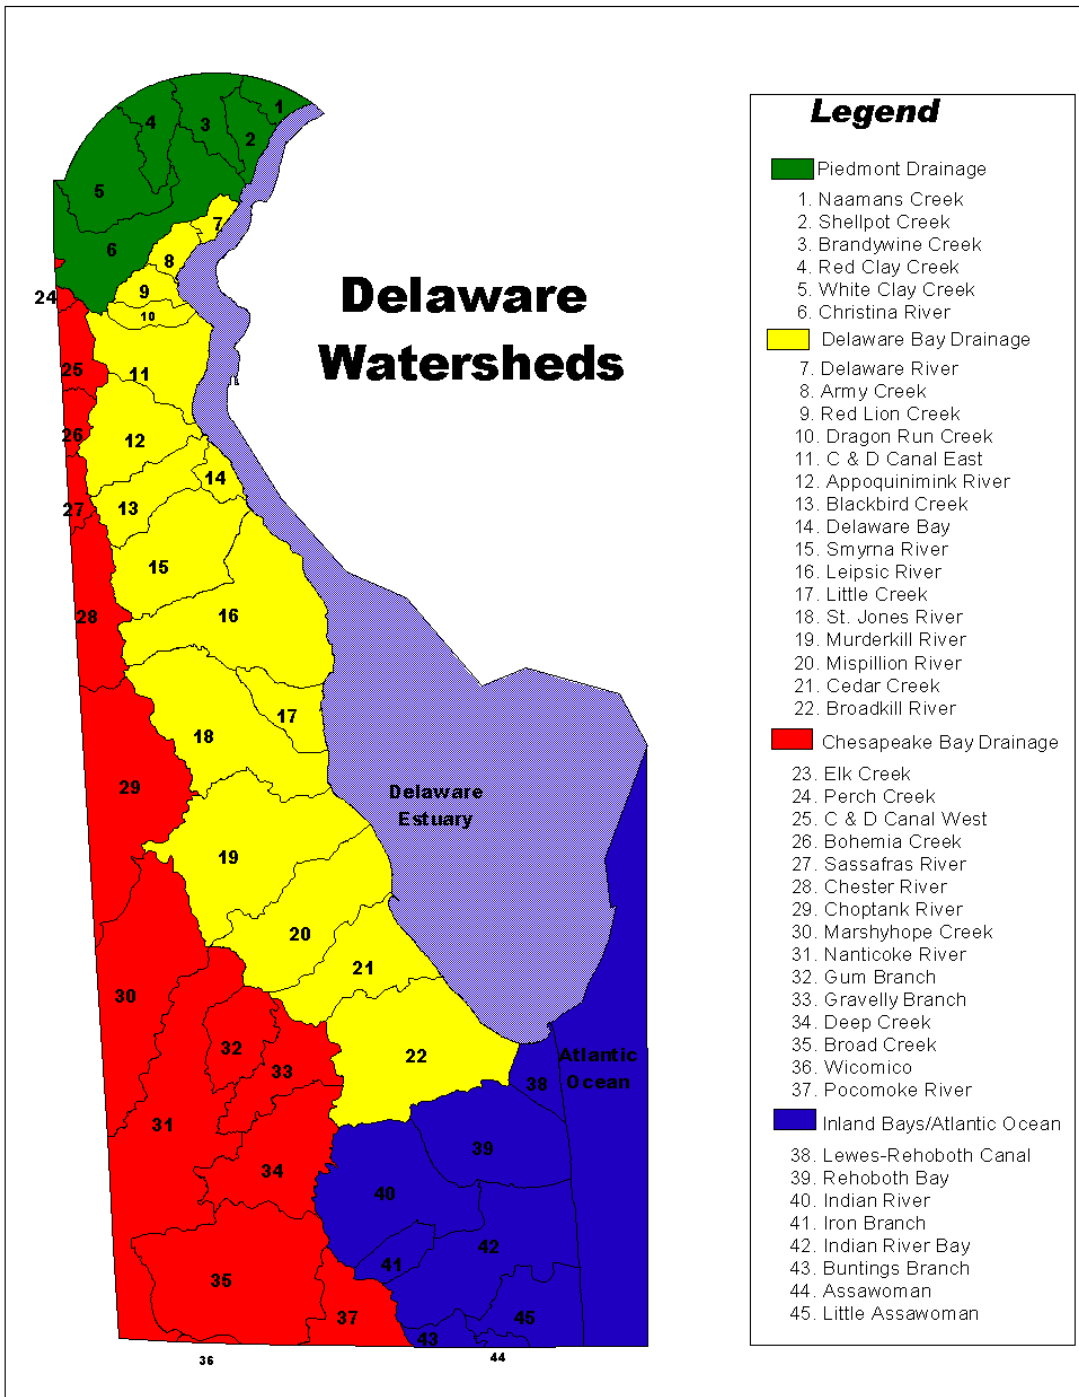 Delaware
Watersheds
1
2
3
4
5
6
7
8
9
10
11
12
13
14
15
16
17
18
19
20
21
22
24
25
26
27
28
29
30
31
32
33
34
35
36
37
38
39
40
41
42
43
44
45
Delaware
Estuary
Atlantic
Ocean
Legend
Piedmont Drainage
1. Naamans Creek
2. Shellpot Creek
3. Brandywine Creek
4. Red Clay Creek
5. White Clay Creek
6. Christina River
Delaware Bay Drainage
7. Delaware River
8. Army Creek
9. Red Lion Creek
10. Dragon Run Creek
11. C & D Canal East
12. Appoquinimink River
13. Blackbird Creek
14. Delaware Bay
15. Smyrna River
16. Leipsic River
17. Little Creek
18. St. Jones River
19. Murderkill River
20. Mispillion River
21. Cedar Creek
22. Broadkill River
Chesapeake Bay Drainage
23. Elk Creek
24. Perch Creek
25. C & D Canal West
26. Bohemia Creek
27. Sassafras River
28. Chester River
29. Choptank River
30. Marshyhope Creek
31. Nanticoke River
32. Gum Branch
33. Gravelly Branch
34. Deep Creek
35. Broad Creek
36. Wicomico
37. Pocomoke River
Inland Bays/Atlantic Ocean
38. Lewes-Rehoboth Canal
39. Rehoboth Bay
40. Indian River
41. Iron Branch
42. Indian River Bay
43. Buntings Branch
44. Assawoman
45. Little Assawoman